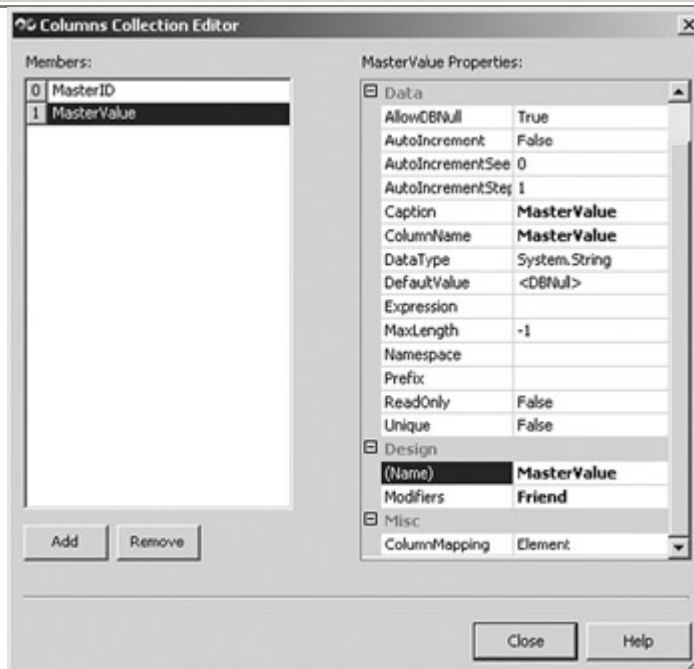 Columns Collection Editor
Members:
0 MasterID
1 MasterValue
Add
Remove
MasterValue Properties:
Data
AllowDBNull True
AutoIncrement False
AutoIncrementSee 0
AutoIncrementStep 1
Caption MasterValue
ColumnName MasterValue
DataType System.String
DefaultValue <DBNull>
Expression
MaxLength -1
Namespace
Prefix
ReadOnly False
Unique False
Design
(Name) MasterValue
Modifiers Friend
Misc
ColumnMapping Element
Close
Help